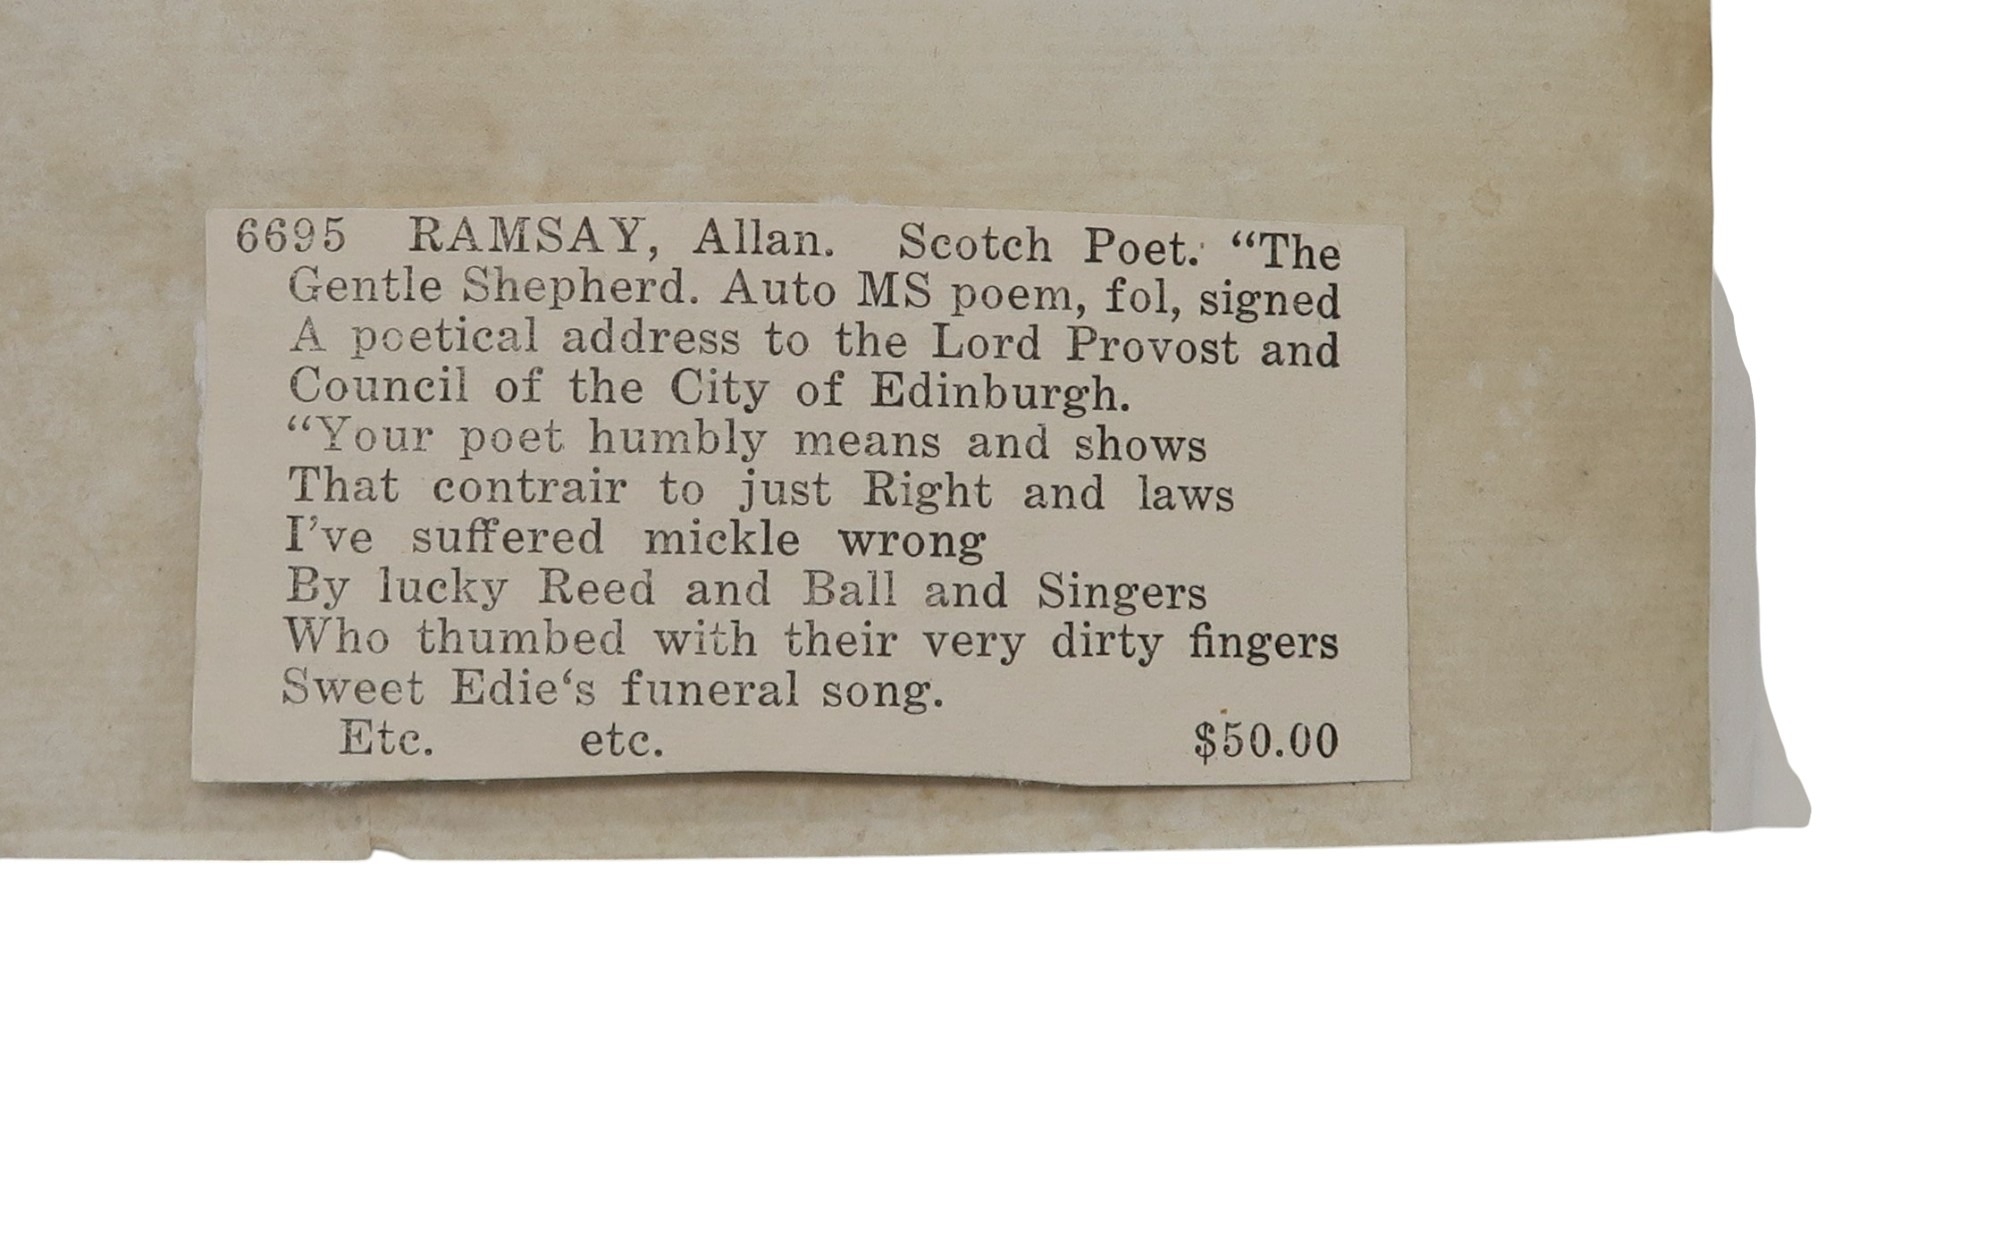 6695 RAMSAY, Allan. Scotch Poet. “The
Gentle Shepherd. Auto MS poem, fol, signed
A poetical address to the Lord Provost and
Council of the City of Edinburgh.
“Your poet humbly means and shows
That contrair to just Right and laws
I’ve suffered mickle wrong
By lucky Reed and Ball and Singers
Who thumbed with their very dirty fingers
Sweet Edie‘s funeral song.
Etc. etc. $50.00